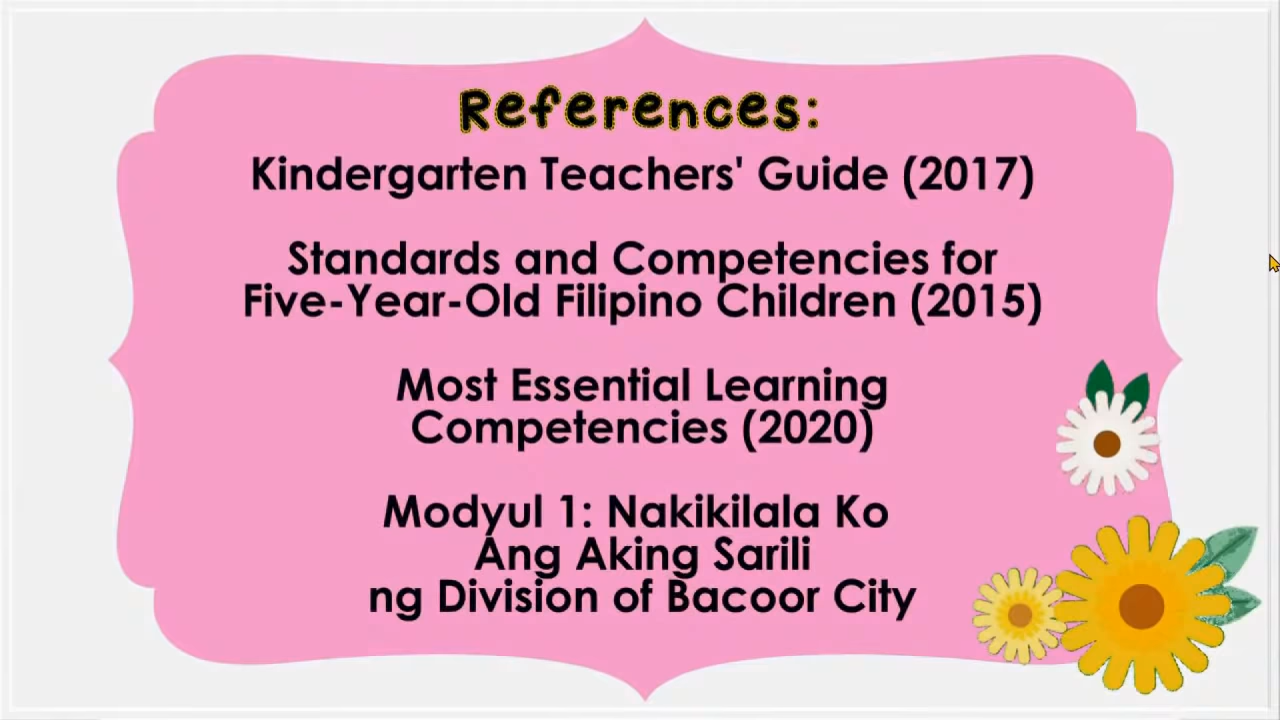 References:
Kindergarten Teachers' Guide (2017)
Standards and Competencies for
Five-Year-Old Filipino Children (2015)
Most Essential Learning
Competencies (2020)
Modyul 1: Nakikilala Ko
Ang Aking Sarili
ng Division of Bacoor City